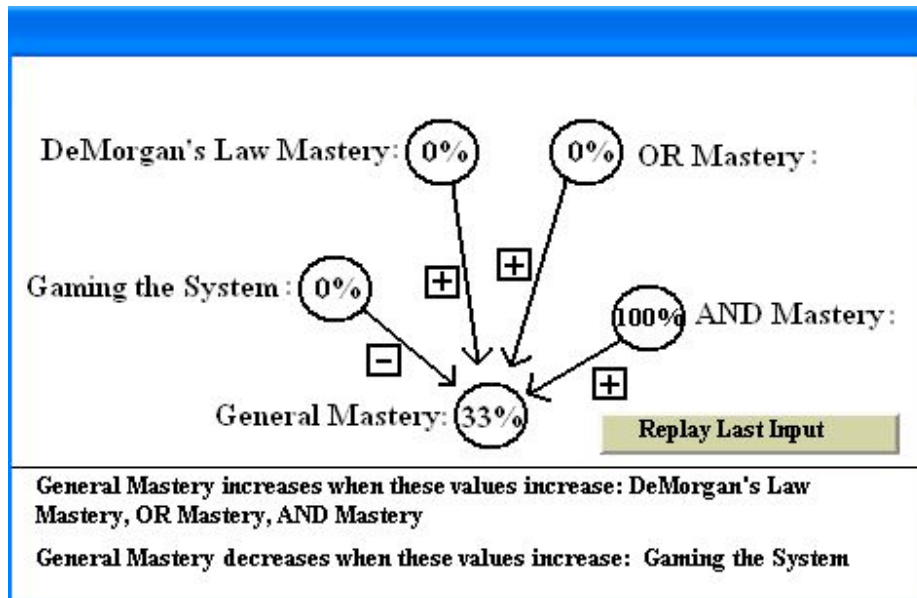 DeMorgan's Law Mastery: 0%
0% OR Mastery :
Gaming the System : 0%
+
+
100% AND Mastery :
−
+
General Mastery: 33%
Replay Last Input
General Mastery increases when these values increase: DeMorgan's Law
Mastery, OR Mastery, AND Mastery
General Mastery decreases when these values increase: Gaming the System